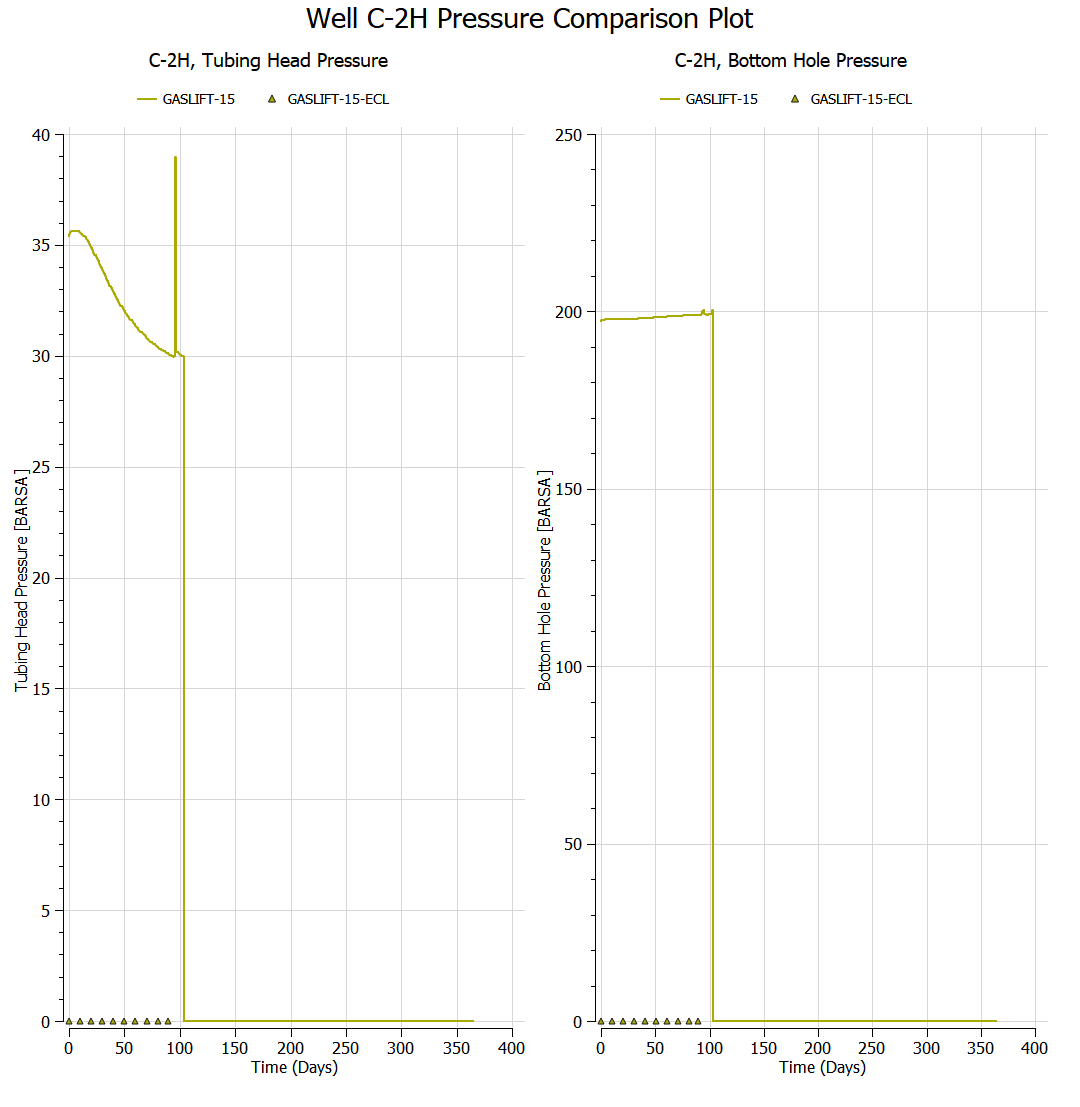 Well C-2H Pressure Comparison Plot
C-2H, Tubing Head Pressure
GASLIFT-15 GASLIFT-15-ECL
40
35
30
25
20
15
10
5
0
Tubing Head Pressure [BARSA]
0 50 100 150 200 250 300 350 400
Time (Days)
C-2H, Bottom Hole Pressure
GASLIFT-15 GASLIFT-15-ECL
250
200
150
100
50
0
Bottom Hole Pressure [BARSA]
0 50 100 150 200 250 300 350 400
Time (Days)